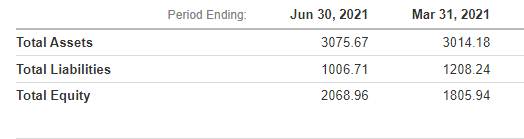 Period Ending: Jun 30, 2021 Mar 31, 2021
Total Assets 3075.67 3014.18
Total Liabilities 1006.71 1208.24
Total Equity 2068.96 1805.94